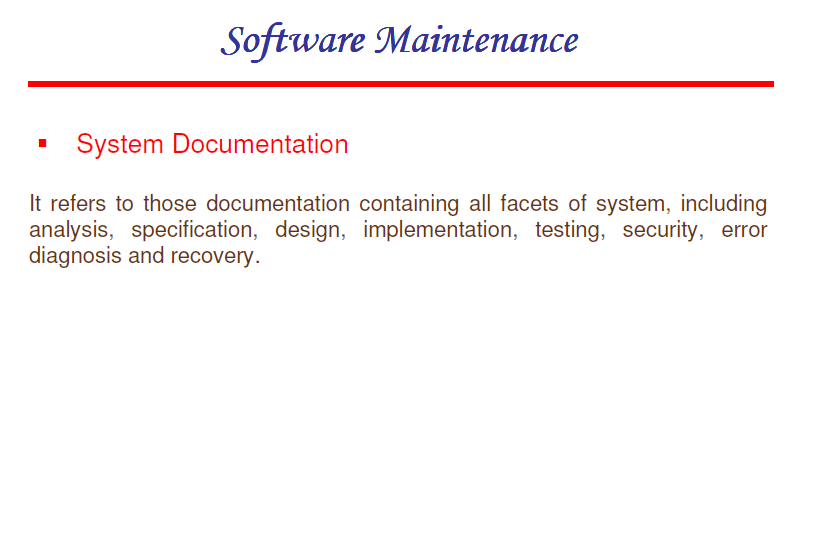 Software Maintenance
▪ System Documentation
It refers to those documentation containing all facets of system, including
analysis, specification, design, implementation, testing, security, error
diagnosis and recovery.